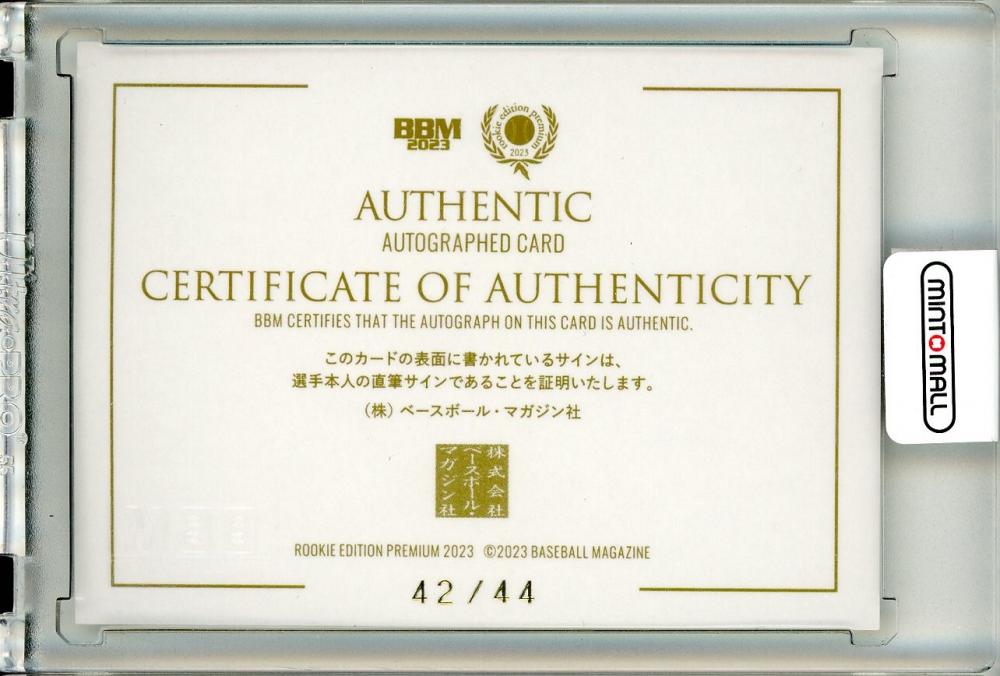 BBM
2023
rookie edition premium
2023
AUTHENTIC
AUTOGRAPHED CARD
CERTIFICATE OF AUTHENTICITY
BBM CERTIFIES THAT THE AUTOGRAPH ON THIS CARD IS AUTHENTIC.
このカードの表面に書かれているサインは、
選手本人の直筆サインであることを証明いたします。
(株) ベースボール・マガジン社
株式会社
ベースボール・
マガジン社
ROOKIE EDITION PREMIUM 2023 ©2023 BASEBALL MAGAZINE
42/44
MINTOMALL
Ultra•PRO